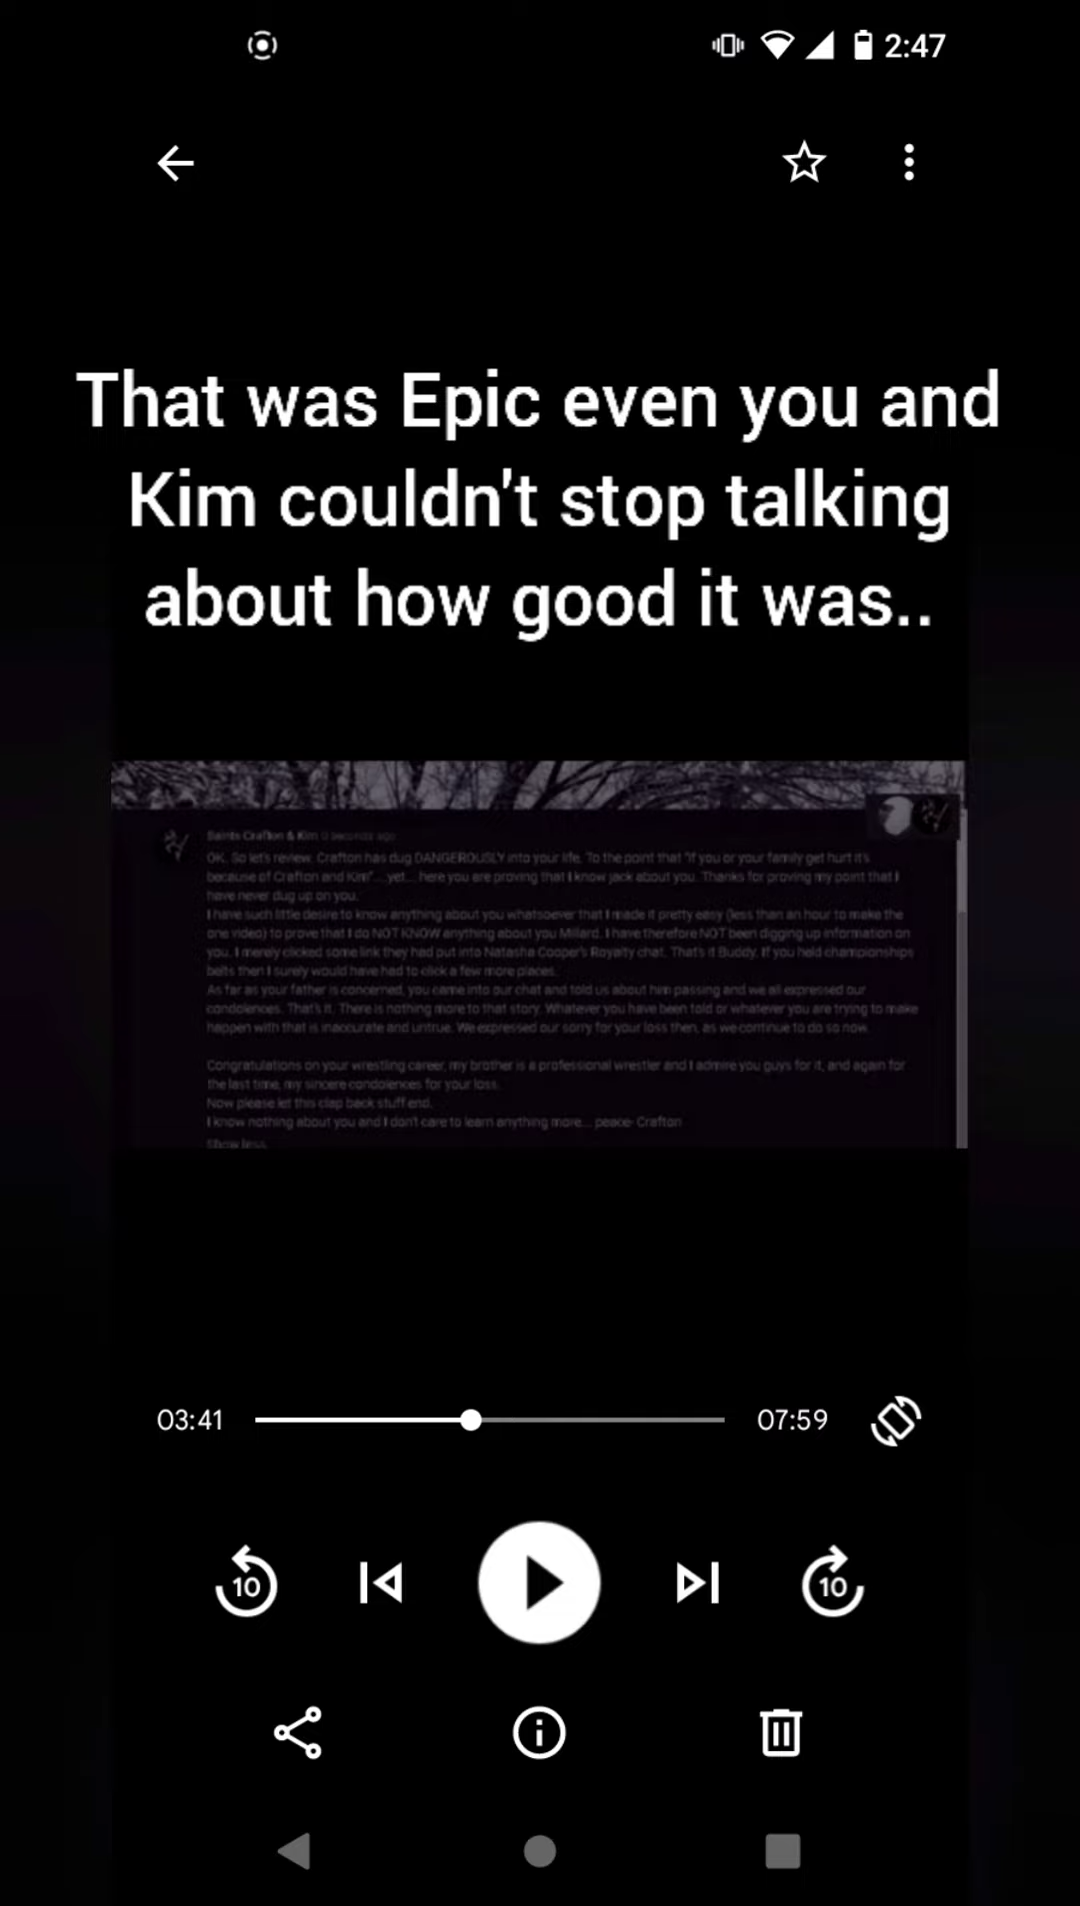 2:47
That was Epic even you and
Kim couldn't stop talking
about how good it was..
Saints Crafton & Kim 0 seconds ago
OK. So let's review. Crafton has dug DANGEROUSLY into your life. To the point that "if you or your family get hurt it's
because of Crafton and Kim"... yet... here you are proving that I know jack about you. Thanks for proving my point that I
have never dug up on you.
I have such little desire to know anything about you whatsoever that I made it pretty easy (less than an hour to make the
one video) to prove that I do NOT KNOW anything about you Millard. I have therefore NOT been digging up information on
you. I merely clicked some link they had put into Natasha Cooper's Royalty chat. That's it Buddy. If you held championships
belts then I surely would have had to click a few more places.
As far as your father is concerned, you came into our chat and told us about him passing and we all expressed our
condolences. That's it. There is nothing more to that story. Whatever you have been told or whatever you are trying to make
happen with that is inaccurate and untrue. We expressed our sorry for your loss then, as we continue to do so now.
Congratulations on your wrestling career, my brother is a professional wrestler and I admire you guys for it, and again for
the last time, my sincere condolences for your loss.
Now please let this clap back stuff end.
I know nothing about you and I don't care to learn anything more... peace- Crafton
Show less
03:41
07:59
10
10